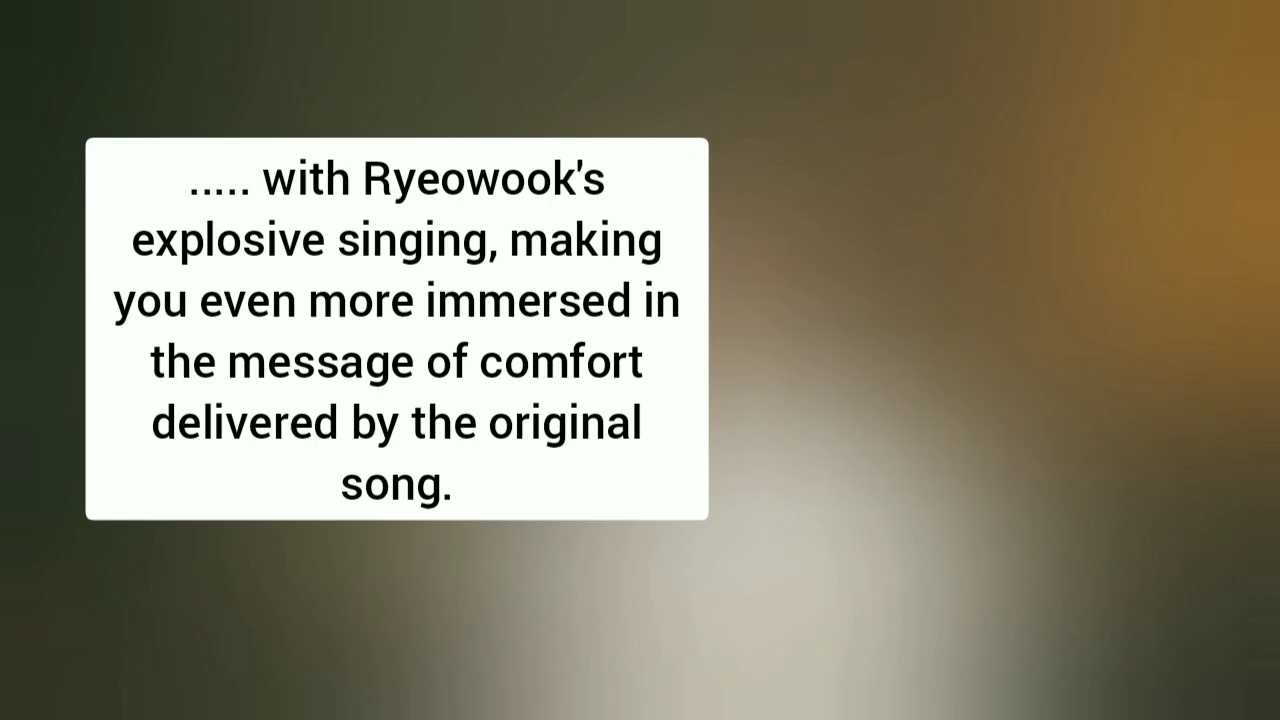 ..... with Ryeowook's
explosive singing, making
you even more immersed in
the message of comfort
delivered by the original
song.